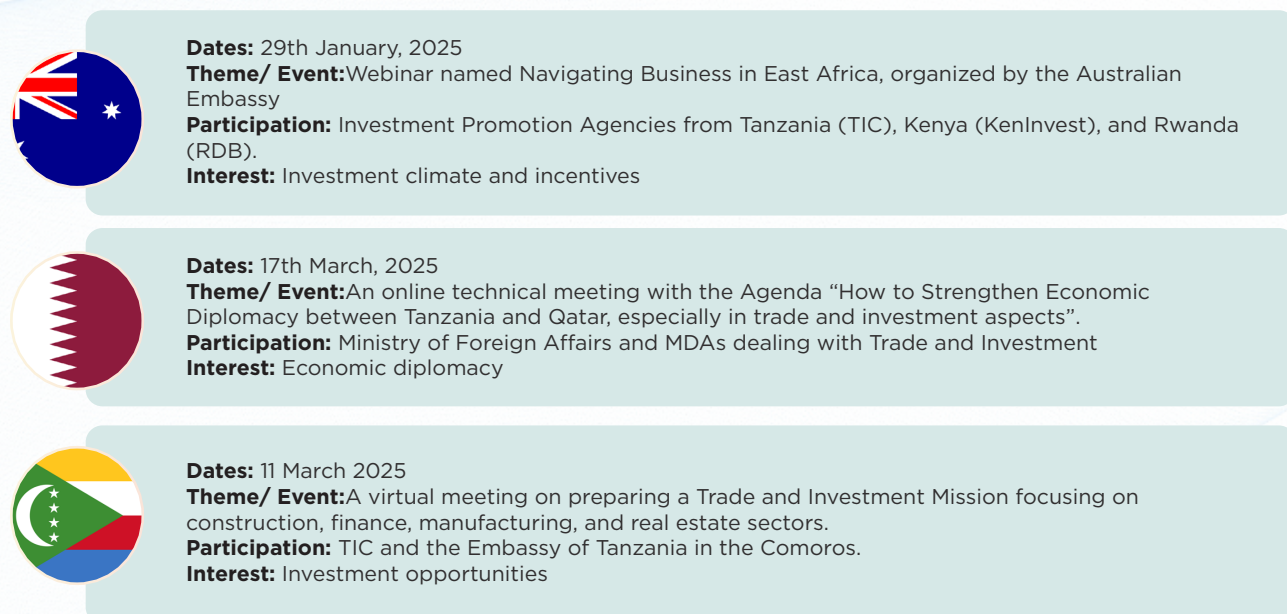 Dates: 29th January, 2025
Theme/ Event:Webinar named Navigating Business in East Africa, organized by the Australian
Embassy
Participation: Investment Promotion Agencies from Tanzania (TIC), Kenya (KenInvest), and Rwanda
(RDB).
Interest: Investment climate and incentives
Dates: 17th March, 2025
Theme/ Event:An online technical meeting with the Agenda “How to Strengthen Economic
Diplomacy between Tanzania and Qatar, especially in trade and investment aspects”.
Participation: Ministry of Foreign Affairs and MDAs dealing with Trade and Investment
Interest: Economic diplomacy
Dates: 11 March 2025
Theme/ Event:A virtual meeting on preparing a Trade and Investment Mission focusing on
construction, finance, manufacturing, and real estate sectors.
Participation: TIC and the Embassy of Tanzania in the Comoros.
Interest: Investment opportunities